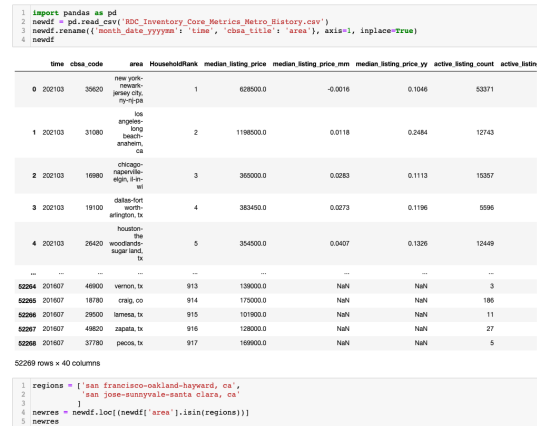 1 import pandas as pd
2 newdf = pd.read_csv('RDC_Inventory_Core_Metrics_Metro_History.csv')
3 newdf.rename({'month_date_yyyymm': 'time', 'cbsa_title': 'area'}, axis=1, inplace=True)
4 newdf
time cbsa_code area HouseholdRank median_listing_price median_listing_price_mm median_listing_price_yy active_listing_count active_listing
new york-
newark-
0 202103 35620 jersey city, 1 628500.0 -0.0016 0.1046 53371
ny-nj-pa
los
angeles-
1 202103 31080 long 2 1198500.0 0.0118 0.2484 12743
beach-
anaheim,
ca
chicago-
2 202103 16980 naperville- 3 365000.0 0.0283 0.1113 15357
elgin, il-in-
wi
dallas-fort
3 202103 19100 worth- 4 383450.0 0.0273 0.1196 5596
arlington, tx
houston-
the
4 202103 26420 woodlands- 5 354500.0 0.0407 0.1326 12449
sugar land,
tx
... ... ... ... ... ... ... ... ...
52264 201607 46900 vernon, tx 913 139000.0 NaN NaN 3
52265 201607 18780 craig, co 914 175000.0 NaN NaN 186
52266 201607 29500 lamesa, tx 915 101900.0 NaN NaN 11
52267 201607 49820 zapata, tx 916 128000.0 NaN NaN 27
52268 201607 37780 pecos, tx 917 169900.0 NaN NaN 5
52269 rows × 40 columns
1 regions = ['san francisco-oakland-hayward, ca',
2 'san jose-sunnyvale-santa clara, ca'
3 ]
4 newres = newdf.loc[(newdf['area'].isin(regions))]
5 newres